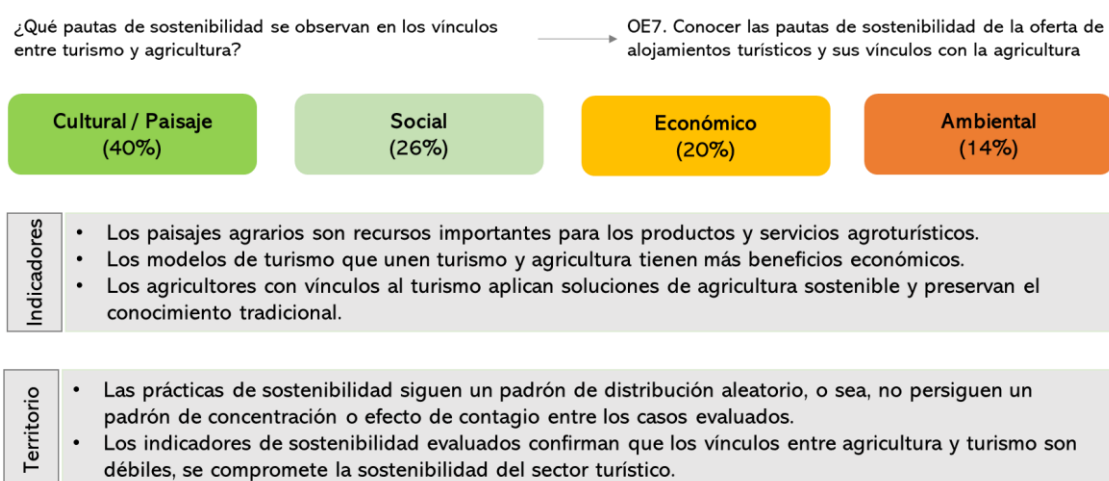 ¿Qué pautas de sostenibilidad se observan en los vínculos
entre turismo y agricultura?
OE7. Conocer las pautas de sostenibilidad de la oferta de
alojamientos turísticos y sus vínculos con la agricultura
Cultural / Paisaje
(40%)
Social
(26%)
Económico
(20%)
Ambiental
(14%)
Indicadores
• Los paisajes agrarios son recursos importantes para los productos y servicios agroturísticos.
• Los modelos de turismo que unen turismo y agricultura tienen más beneficios económicos.
• Los agricultores con vínculos al turismo aplican soluciones de agricultura sostenible y preservan el
conocimiento tradicional.
Territorio
• Las prácticas de sostenibilidad siguen un padrón de distribución aleatorio, o sea, no persiguen un
padrón de concentración o efecto de contagio entre los casos evaluados.
• Los indicadores de sostenibilidad evaluados confirman que los vínculos entre agricultura y turismo son
débiles, se compromete la sostenibilidad del sector turístico.